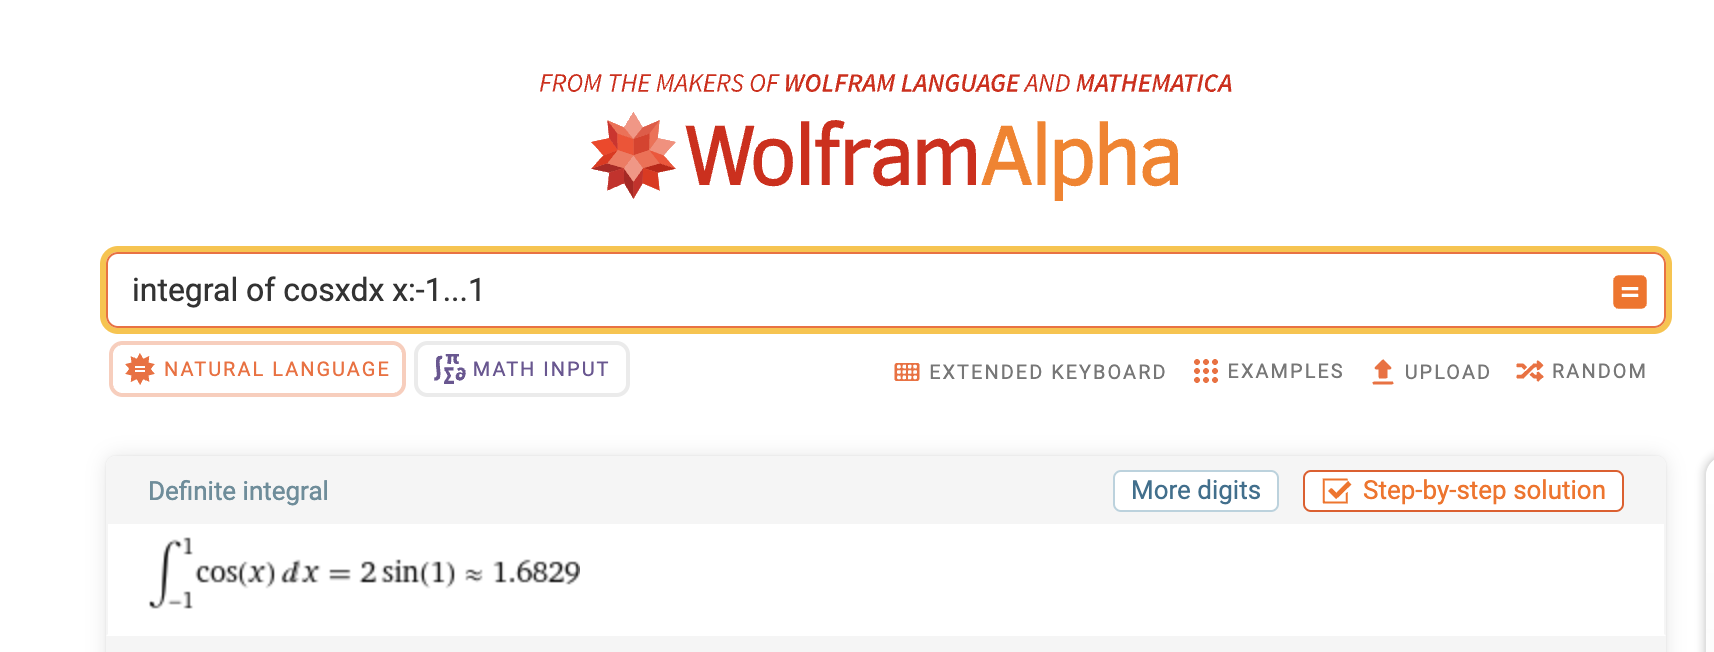 FROM THE MAKERS OF WOLFRAM LANGUAGE AND MATHEMATICA
WolframAlpha
integral of cosxdx x:-1...1
=
NATURAL LANGUAGE
∫π∑∂ MATH INPUT
EXTENDED KEYBOARD
EXAMPLES
UPLOAD
RANDOM
Definite integral
More digits
Step-by-step solution
∫_{-1}^{1} cos(x) dx = 2 sin(1) ≈ 1.6829